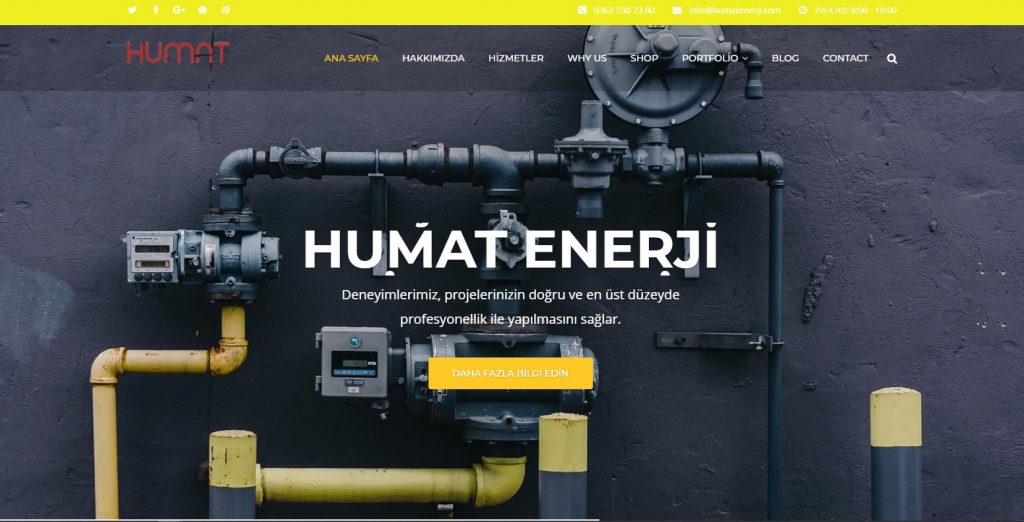 0362 230 73 00
info@humatenerji.com
Pzt-Cmt: 8:00 - 18:00
HUMAT
ANA SAYFA
HAKKIMIZDA
HİZMETLER
WHY US
SHOP
PORTFOLİO
BLOG
CONTACT
HUMAT ENERJİ
Deneyimlerimiz, projelerinizin doğru ve en üst düzeyde
profesyonellik ile yapılmasını sağlar.
MERCURY
DAHA FAZLA BİLGİ EDİN